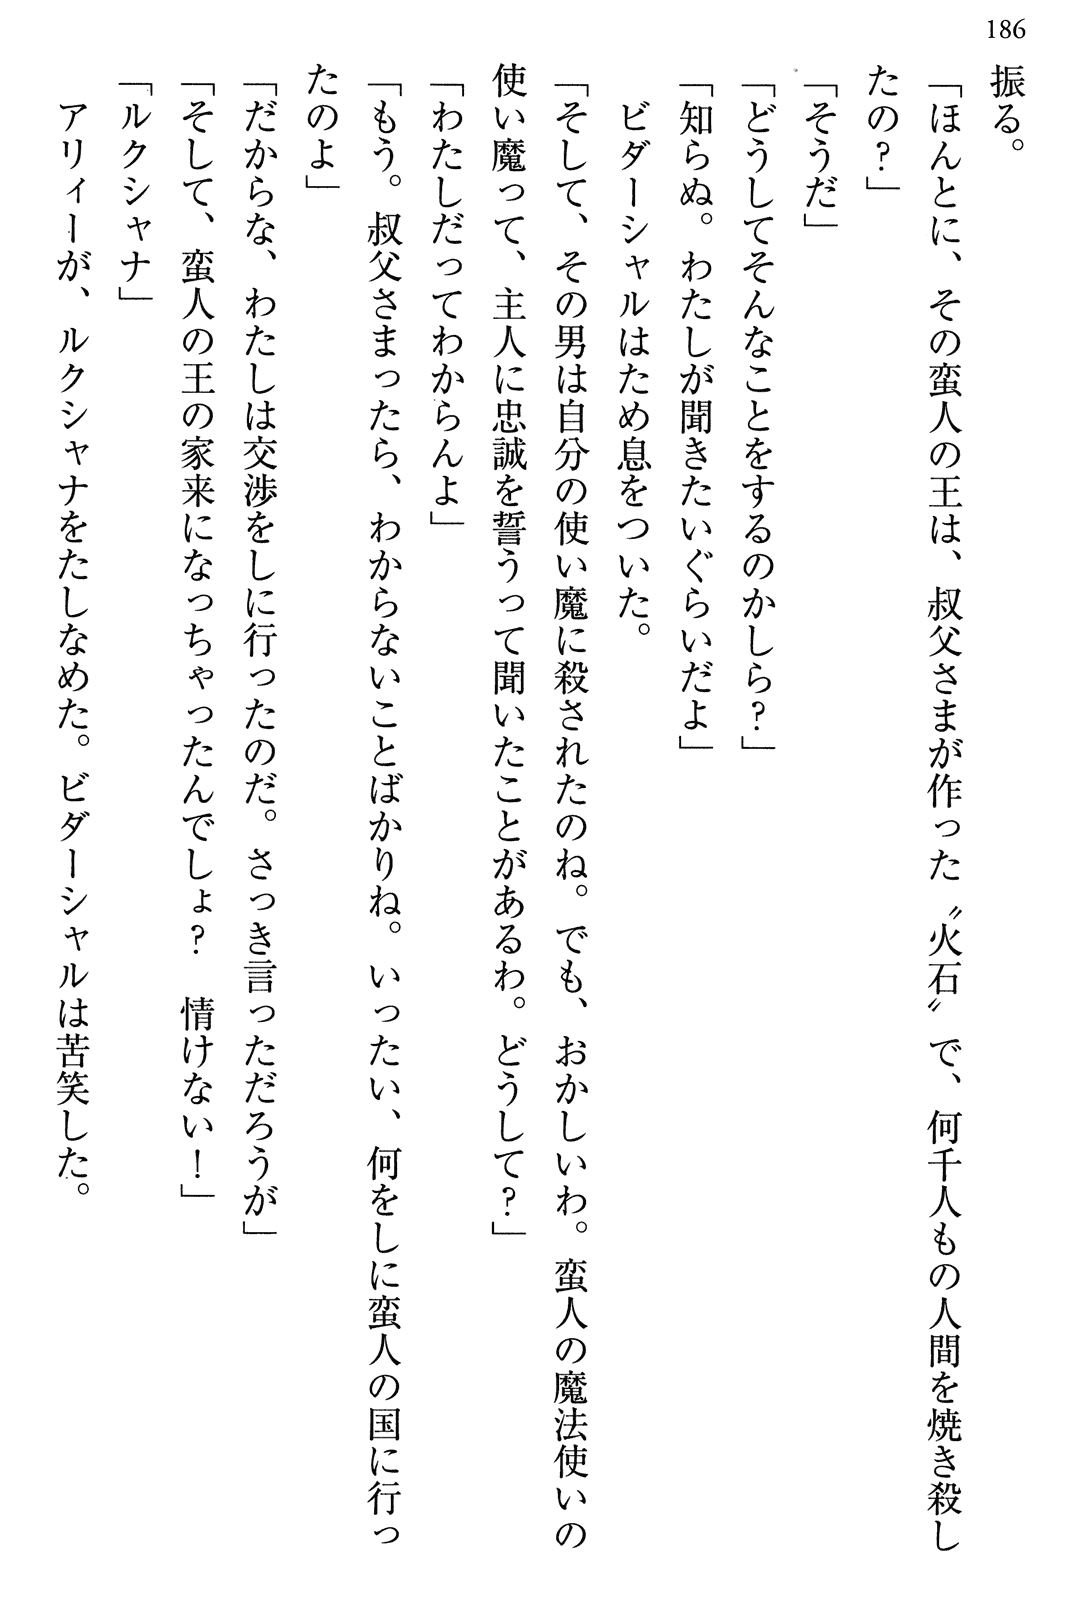 186
振る。
「ほんとに、その蛮人の王は、叔父さまが作った〝火石〟で、何千人もの人間を焼き殺し
たの？」
「そうだ」
「どうしてそんなことをするのかしら？」
「知らぬ。わたしが聞きたいぐらいだよ」
　ビダーシャルはため息をついた。
「そして、その男は自分の使い魔に殺されたのね。でも、おかしいわ。蛮人の魔法使いの
使い魔って、主人に忠誠を誓うって聞いたことがあるわ。どうして？」
「わたしだってわからんよ」
「もう。叔父さまったら、わからないことばかりね。いったい、何をしに蛮人の国に行っ
たのよ」
「だからな、わたしは交渉をしに行ったのだ。さっき言っただろうが」
「そして、蛮人の王の家来になっちゃったんでしょ？　情けない！」
「ルクシャナ」
　アリィーが、ルクシャナをたしなめた。ビダーシャルは苦笑した。